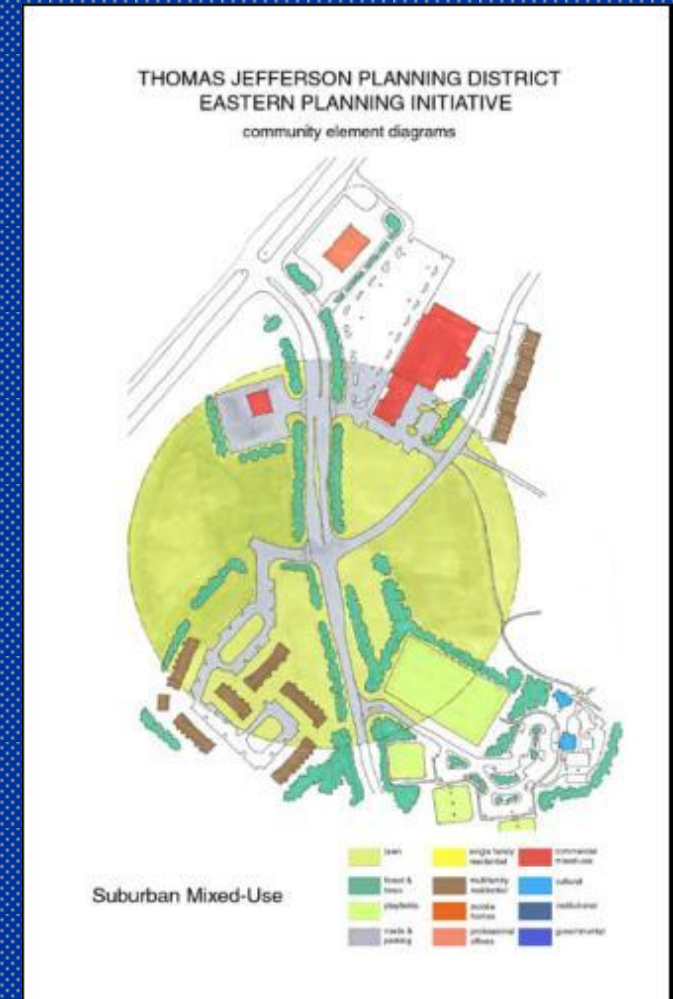 THOMAS JEFFERSON PLANNING DISTRICT
EASTERN PLANNING INITIATIVE
community element diagrams
Suburban Mixed-Use
lawn
forest & trees
playfields
roads & parking
single family residential
multifamily residential
mobile homes
professional offices
commercial mixed-use
cultural
institutional
governmental